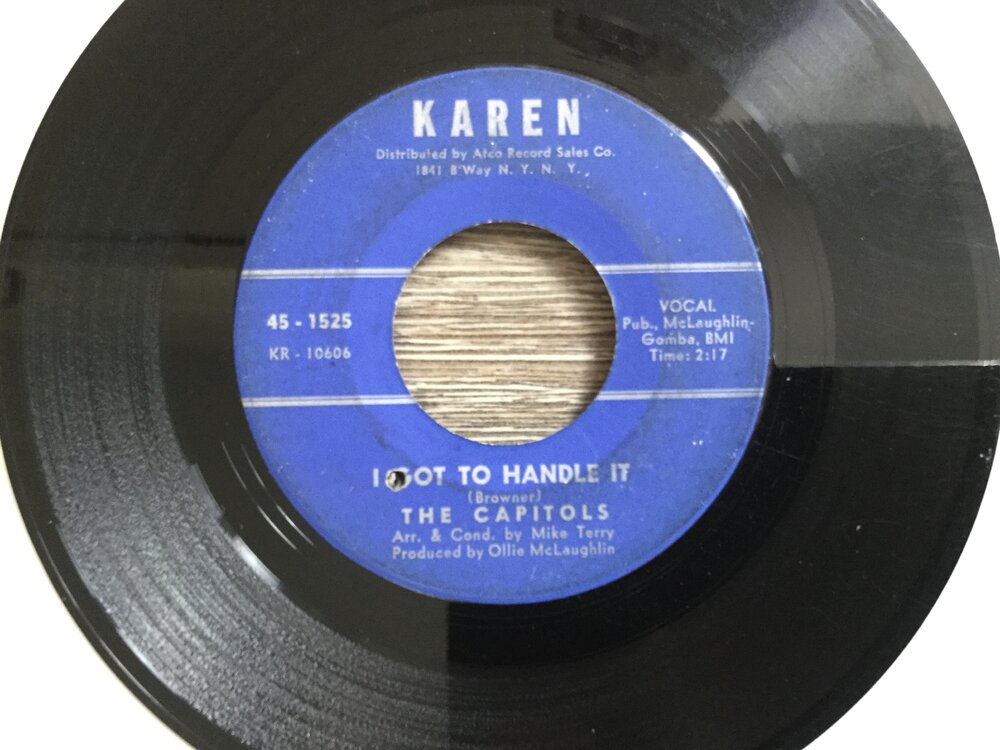 KAREN
Distributed by Atco Record Sales Co.
1841 B'Way N. Y. N. Y.
45 - 1525
KR - 10606
VOCAL
Pub., McLaughlin-
Gomba, BMI
Time: 2:17
I GOT TO HANDLE IT
(Browner)
THE CAPITOLS
Arr. & Cond. by Mike Terry
Produced by Ollie McLaughlin